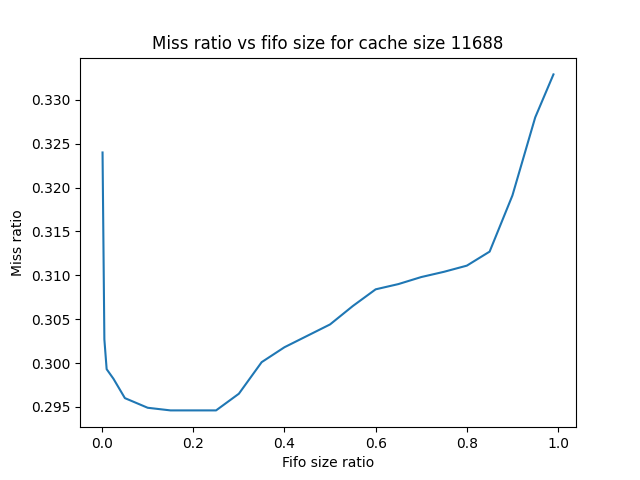 Miss ratio vs fifo size for cache size 11688
0.330
0.325
0.320
0.315
0.310
0.305
0.300
0.295
Miss ratio
0.0 0.2 0.4 0.6 0.8 1.0
Fifo size ratio